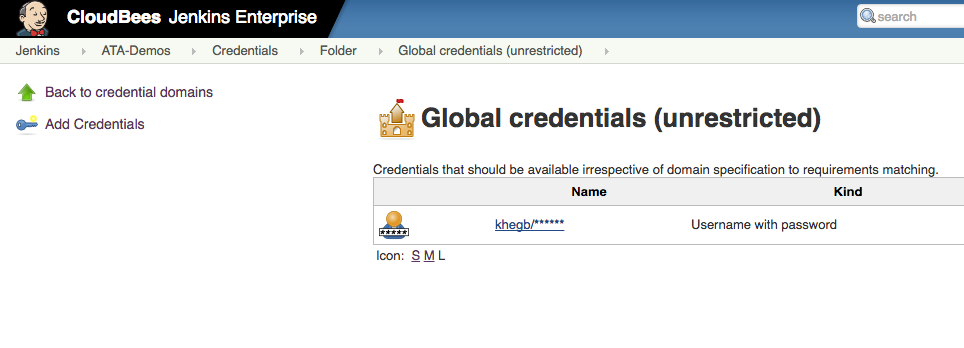 CloudBees Jenkins Enterprise
search
Jenkins ATA-Demos Credentials Folder Global credentials (unrestricted)
Back to credential domains
Add Credentials
Global credentials (unrestricted)
Credentials that should be available irrespective of domain specification to requirements matching.
Name Kind
***** khegb/****** Username with password
Icon: S M L